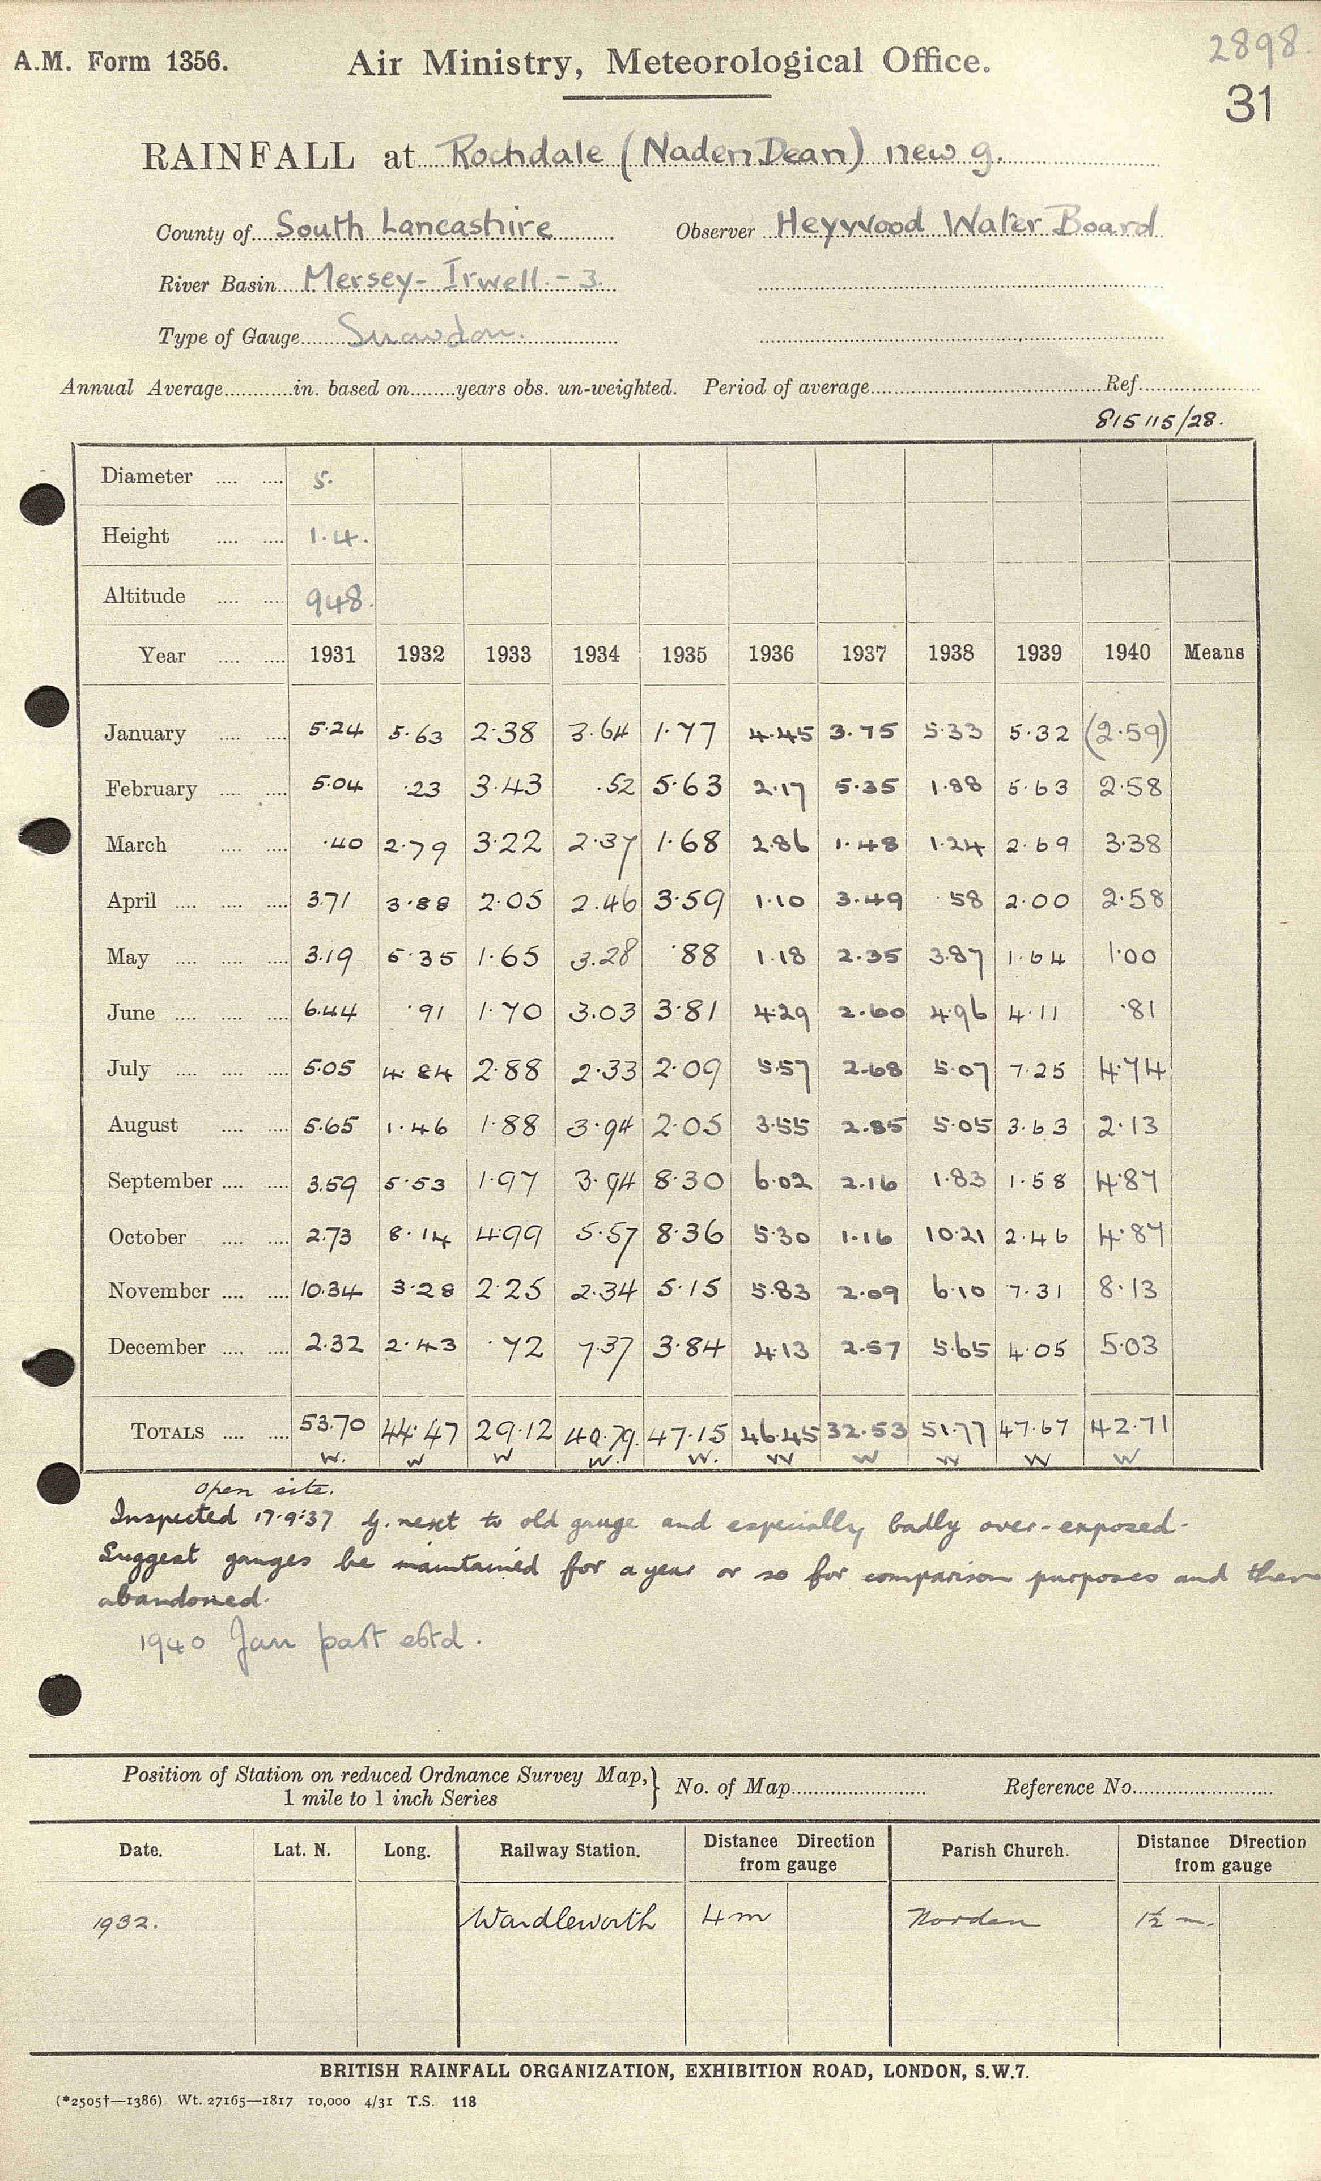 2898.
A.M. Form 1356. Air Ministry, Meteorological Office.
31
RAINFALL at Rochdale (Naden Dean) new g.
County of South Lancashire Observer Heywood Water Board
River Basin Mersey - Irwell - 3.
Type of Gauge Snowdon.
Annual Average............in. based on........years obs. un-weighted. Period of average........................Ref.....................
815115/28.
Diameter .... .... 5.
Height .... .... 1.4.
Altitude .... .... 948.
Year .... .... 1931 1932 1933 1934 1935 1936 1937 1938 1939 1940 Means
January .... .... 5.24 5.63 2.38 3.64 1.77 4.45 3.75 5.33 5.32 (2.59)
February .... .... 5.04 .23 3.43 .52 5.63 2.17 5.35 1.88 5.63 2.58
March .... .... .40 2.79 3.22 2.37 1.68 2.86 1.48 1.24 2.69 3.38
April .... .... .... 3.71 3.88 2.05 2.46 3.59 1.10 3.49 .58 2.00 2.58
May .... .... .... 3.19 5.35 1.65 3.28 .88 1.18 2.35 3.87 1.64 1.00
June .... .... .... 6.44 .91 1.70 3.03 3.81 4.29 2.60 4.96 4.11 .81
July .... .... .... 5.05 4.84 2.88 2.33 2.09 5.57 2.68 5.07 7.25 4.74
August .... .... 5.65 1.46 1.88 3.94 2.05 3.55 2.85 5.05 3.63 2.13
September .... .... 3.59 5.53 1.97 3.94 8.30 6.02 2.16 1.83 1.58 4.87
October .... .... 2.73 8.14 4.99 5.57 8.36 5.30 1.16 10.21 2.46 4.87
November .... .... 10.34 3.28 2.25 2.34 5.15 5.83 2.09 6.10 7.31 8.13
December .... .... 2.32 2.43 .72 7.37 3.84 4.13 2.57 5.65 4.05 5.03
TOTALS .... .... 53.70 44.47 29.12 40.79 47.15 46.45 32.53 51.77 47.67 42.71
W. W W W. W. W W W W W
open site.
Inspected 17.9.37 G. next to old gauge and especially badly over-exposed.
Suggest gauges be maintained for a year or so for comparison purposes and then
abandoned.
1940 Jan part estd.
Position of Station on reduced Ordnance Survey Map, } No. of Map........................ Reference No.........................
1 mile to 1 inch Series
Date. Lat. N. Long. Railway Station. Distance Direction from gauge Parish Church. Distance Direction from gauge
1932. Wardleworth 4 m Norden 1½ m.
BRITISH RAINFALL ORGANIZATION, EXHIBITION ROAD, LONDON, S.W.7.
(*2505†—1386) Wt. 27165—1817 10,000 4/31 T.S. 118